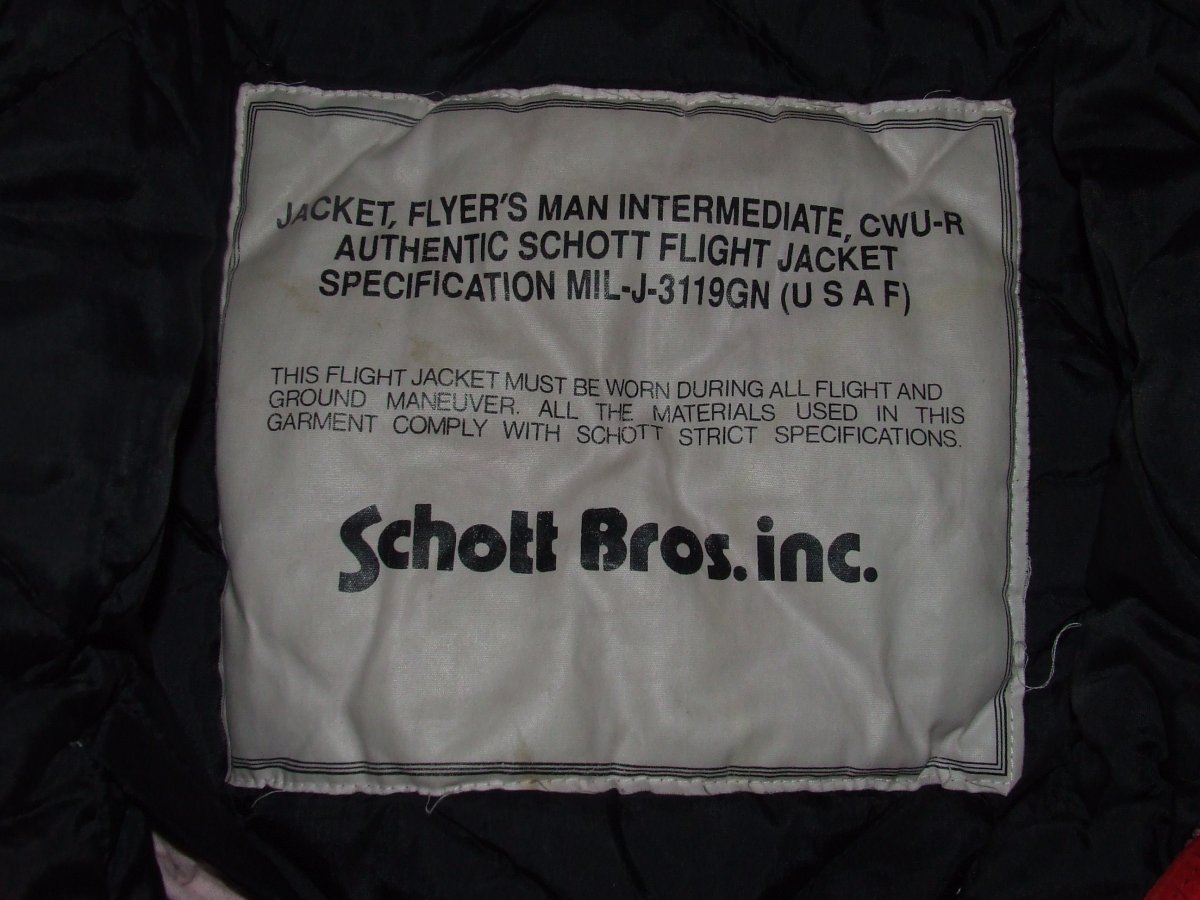 JACKET, FLYER'S MAN INTERMEDIATE, CWU-R
AUTHENTIC SCHOTT FLIGHT JACKET
SPECIFICATION MIL-J-3119GN (U S A F)
THIS FLIGHT JACKET MUST BE WORN DURING ALL FLIGHT AND
GROUND MANEUVER. ALL THE MATERIALS USED IN THIS
GARMENT COMPLY WITH SCHOTT STRICT SPECIFICATIONS.
Schott Bros. inc.